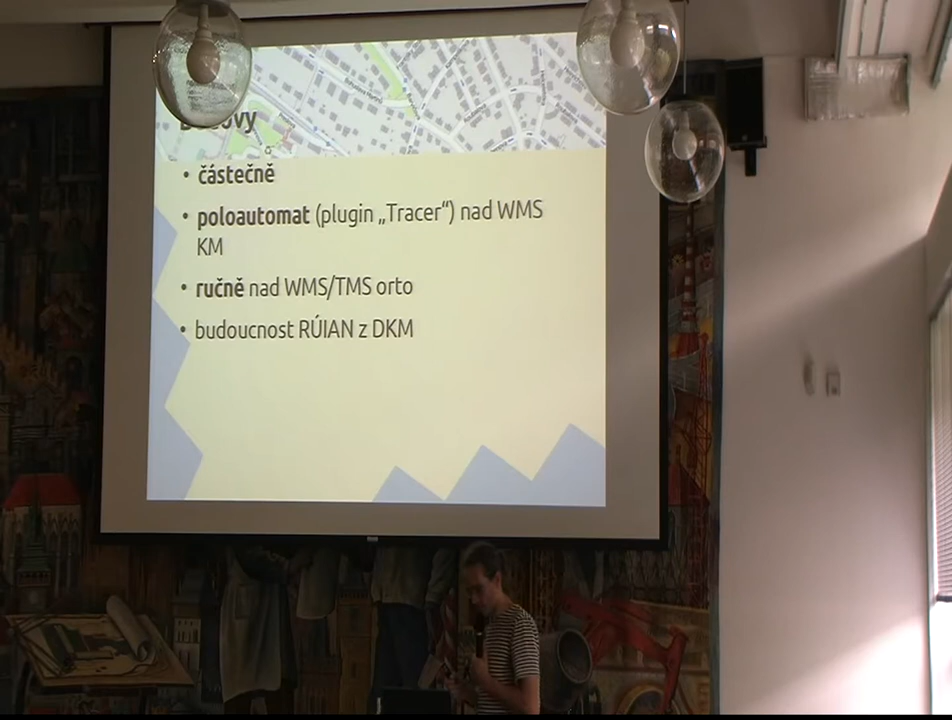 • částečně
• poloautomat (plugin „Tracer“) nad WMS
KM
• ručně nad WMS/TMS orto
• budoucnost RÚIAN z DKM